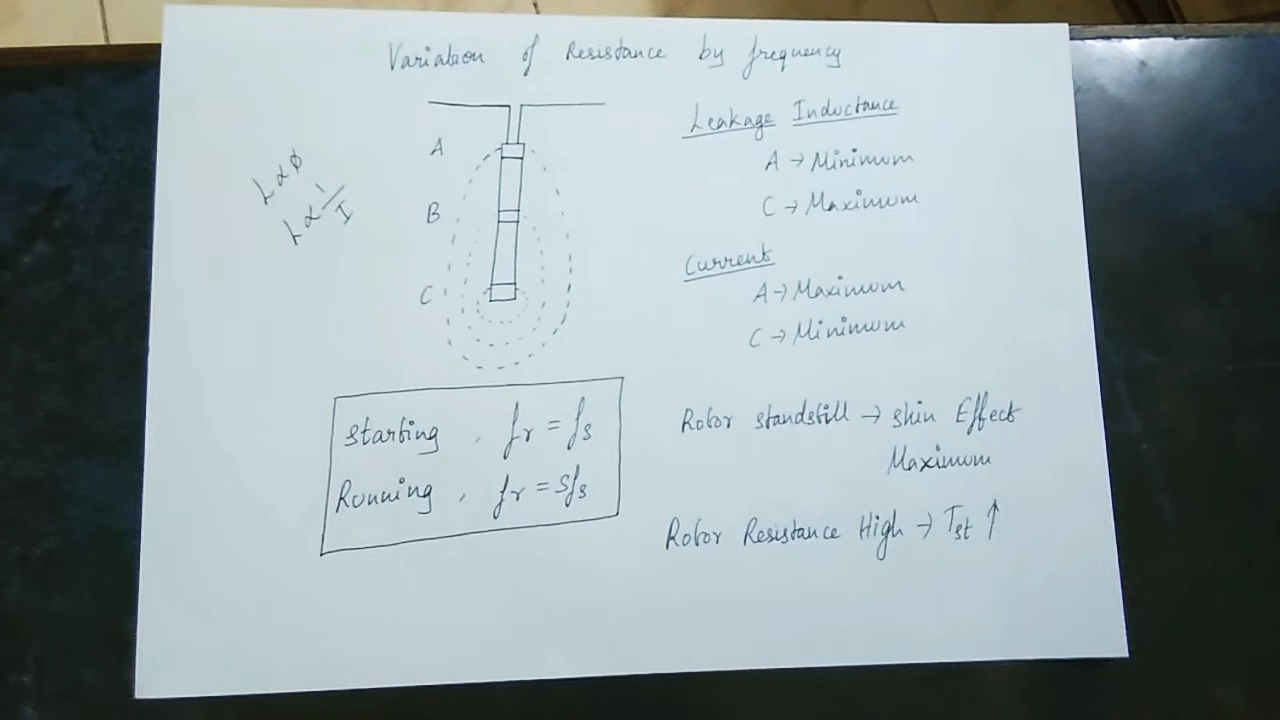 Variation of Resistance by frequency
A
B
C
L ∝ ϕ
L ∝ 1/I
Leakage Inductance
A → Minimum
C → Maximum
Current
A → Maximum
C → Minimum
starting , fr = fs
Running , fr = sfs
Rotor standstill → skin Effect
Maximum
Rotor Resistance High → Tst ↑